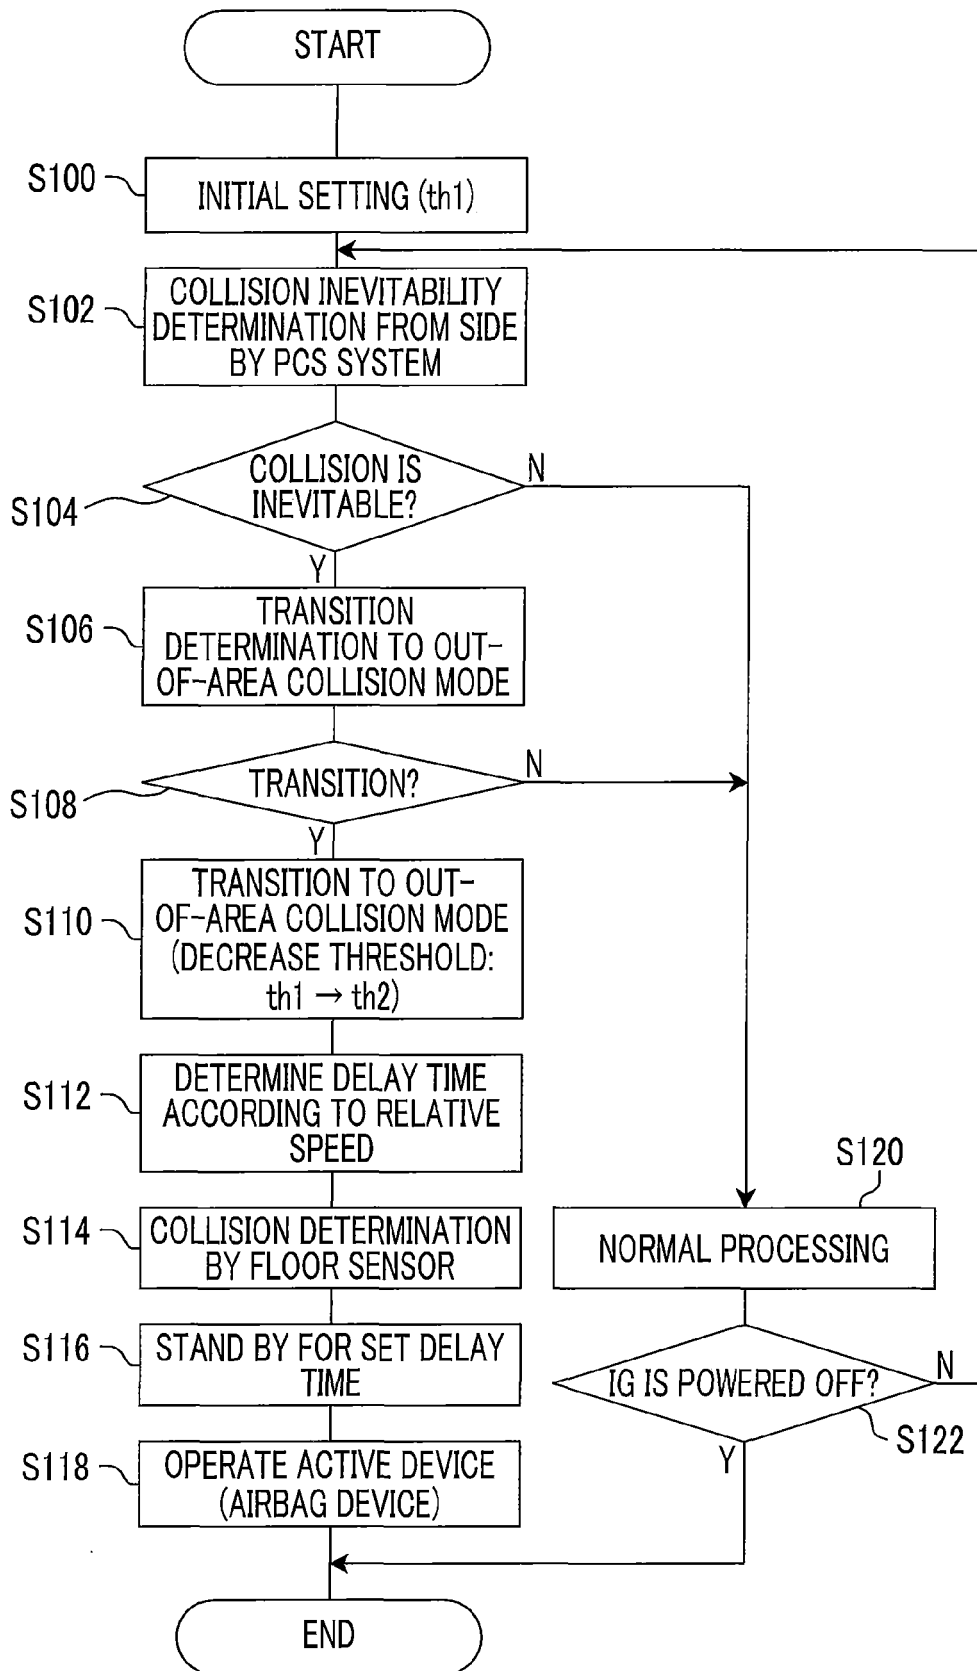 START
S100
INITIAL SETTING (th1)
S102
COLLISION INEVITABILITY
DETERMINATION FROM SIDE
BY PCS SYSTEM
COLLISION IS
INEVITABLE?
N
S104
Y
S106
TRANSITION
DETERMINATION TO OUT-
OF-AREA COLLISION MODE
TRANSITION?
N
S108
Y
S110
TRANSITION TO OUT-
OF-AREA COLLISION MODE
(DECREASE THRESHOLD:
th1 → th2)
S112
DETERMINE DELAY TIME
ACCORDING TO RELATIVE
SPEED
S114
COLLISION DETERMINATION
BY FLOOR SENSOR
S116
STAND BY FOR SET DELAY
TIME
S118
OPERATE ACTIVE DEVICE
(AIRBAG DEVICE)
S120
NORMAL PROCESSING
IG IS POWERED OFF?
N
S122
Y
END